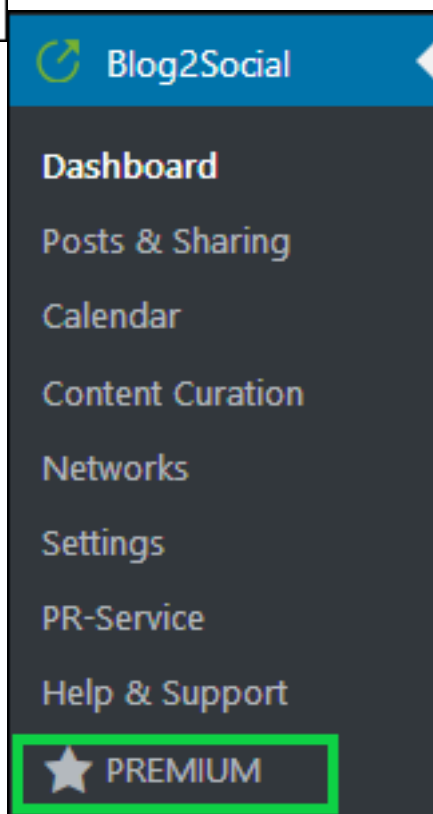 Blog2Social
Dashboard
Posts & Sharing
Calendar
Content Curation
Networks
Settings
PR-Service
Help & Support
PREMIUM